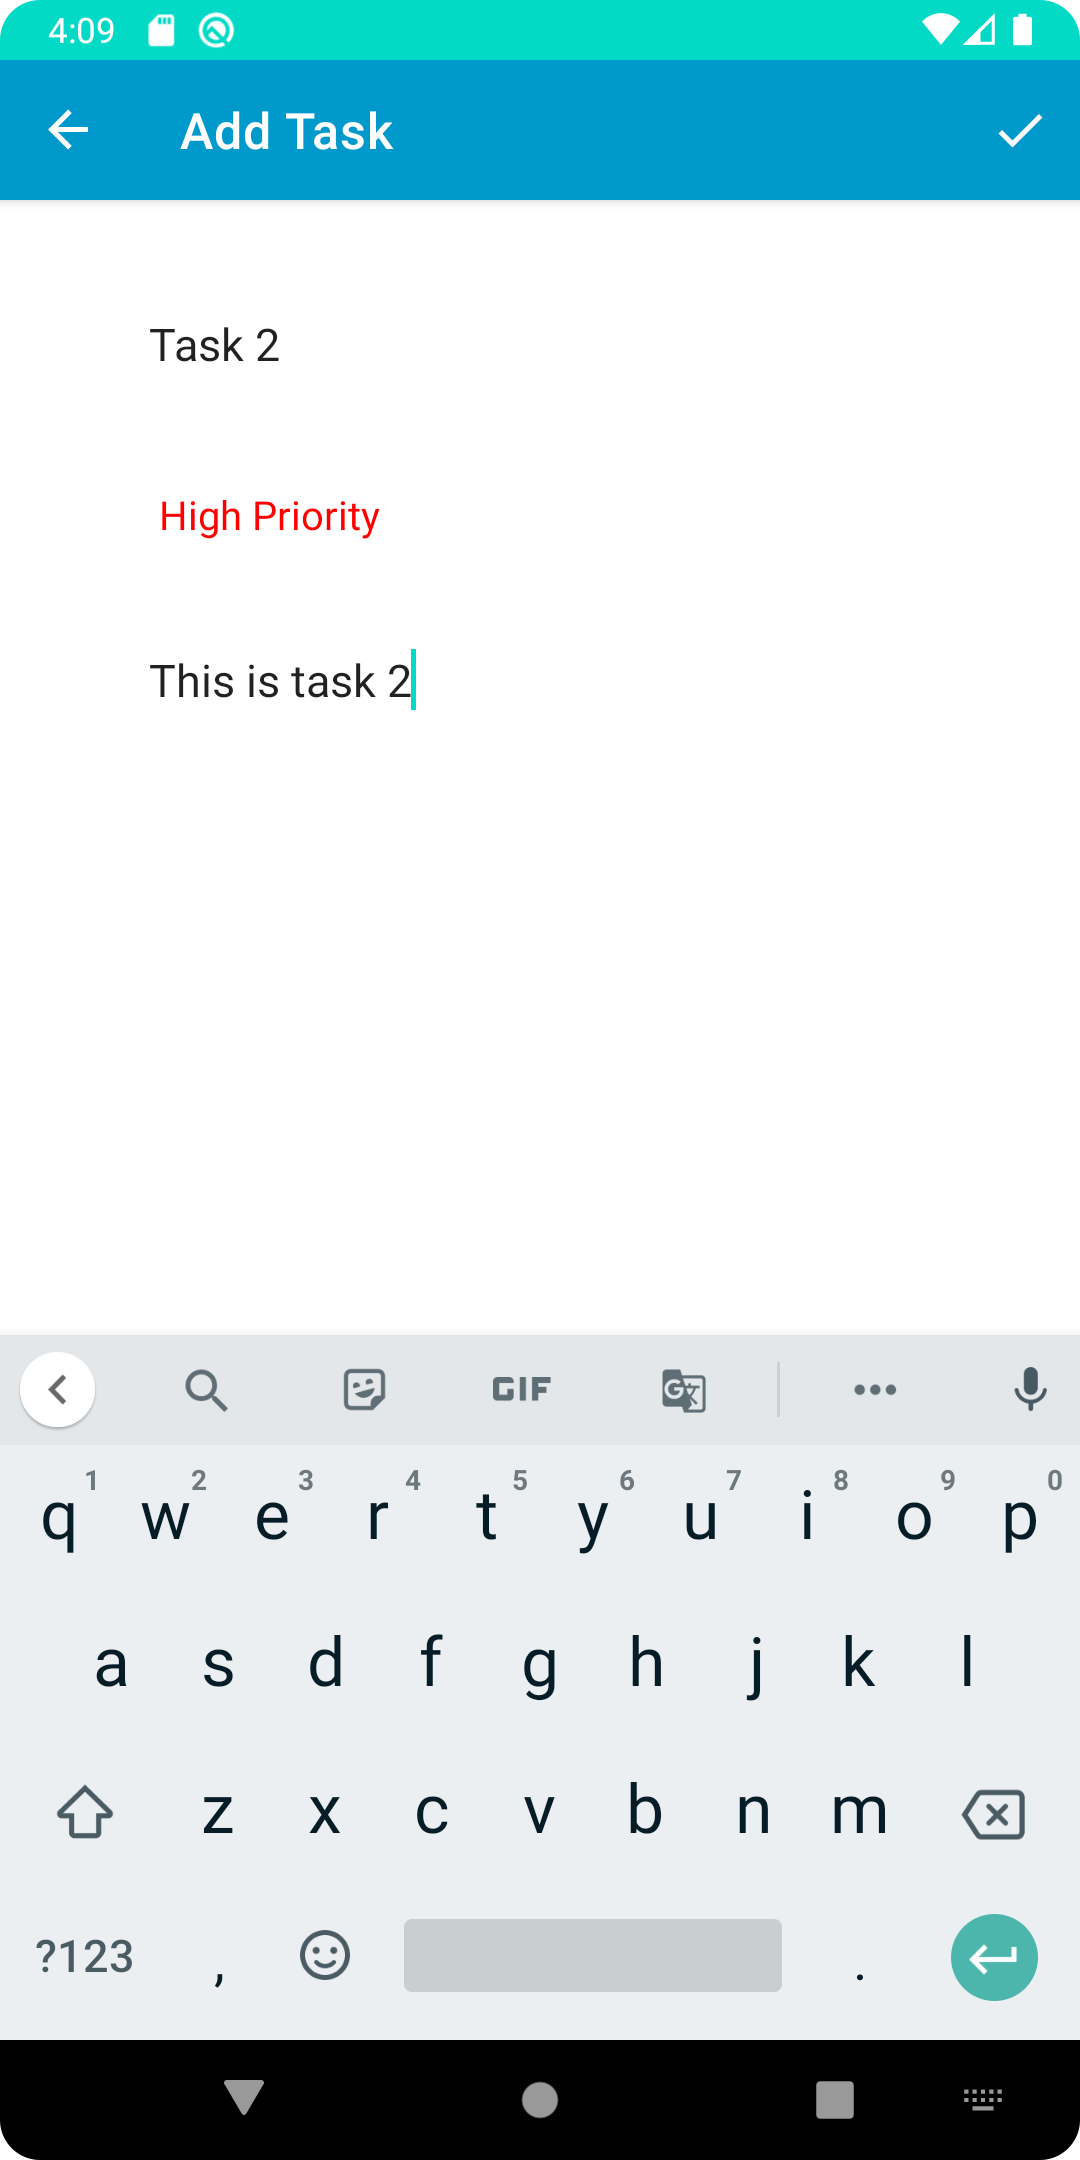 4:09
Add Task
Task 2
High Priority
This is task 2
GIF
G 文
1 2 3 4 5 6 7 8 9 0
q w e r t y u i o p
a s d f g h j k l
z x c v b n m
?123 , .